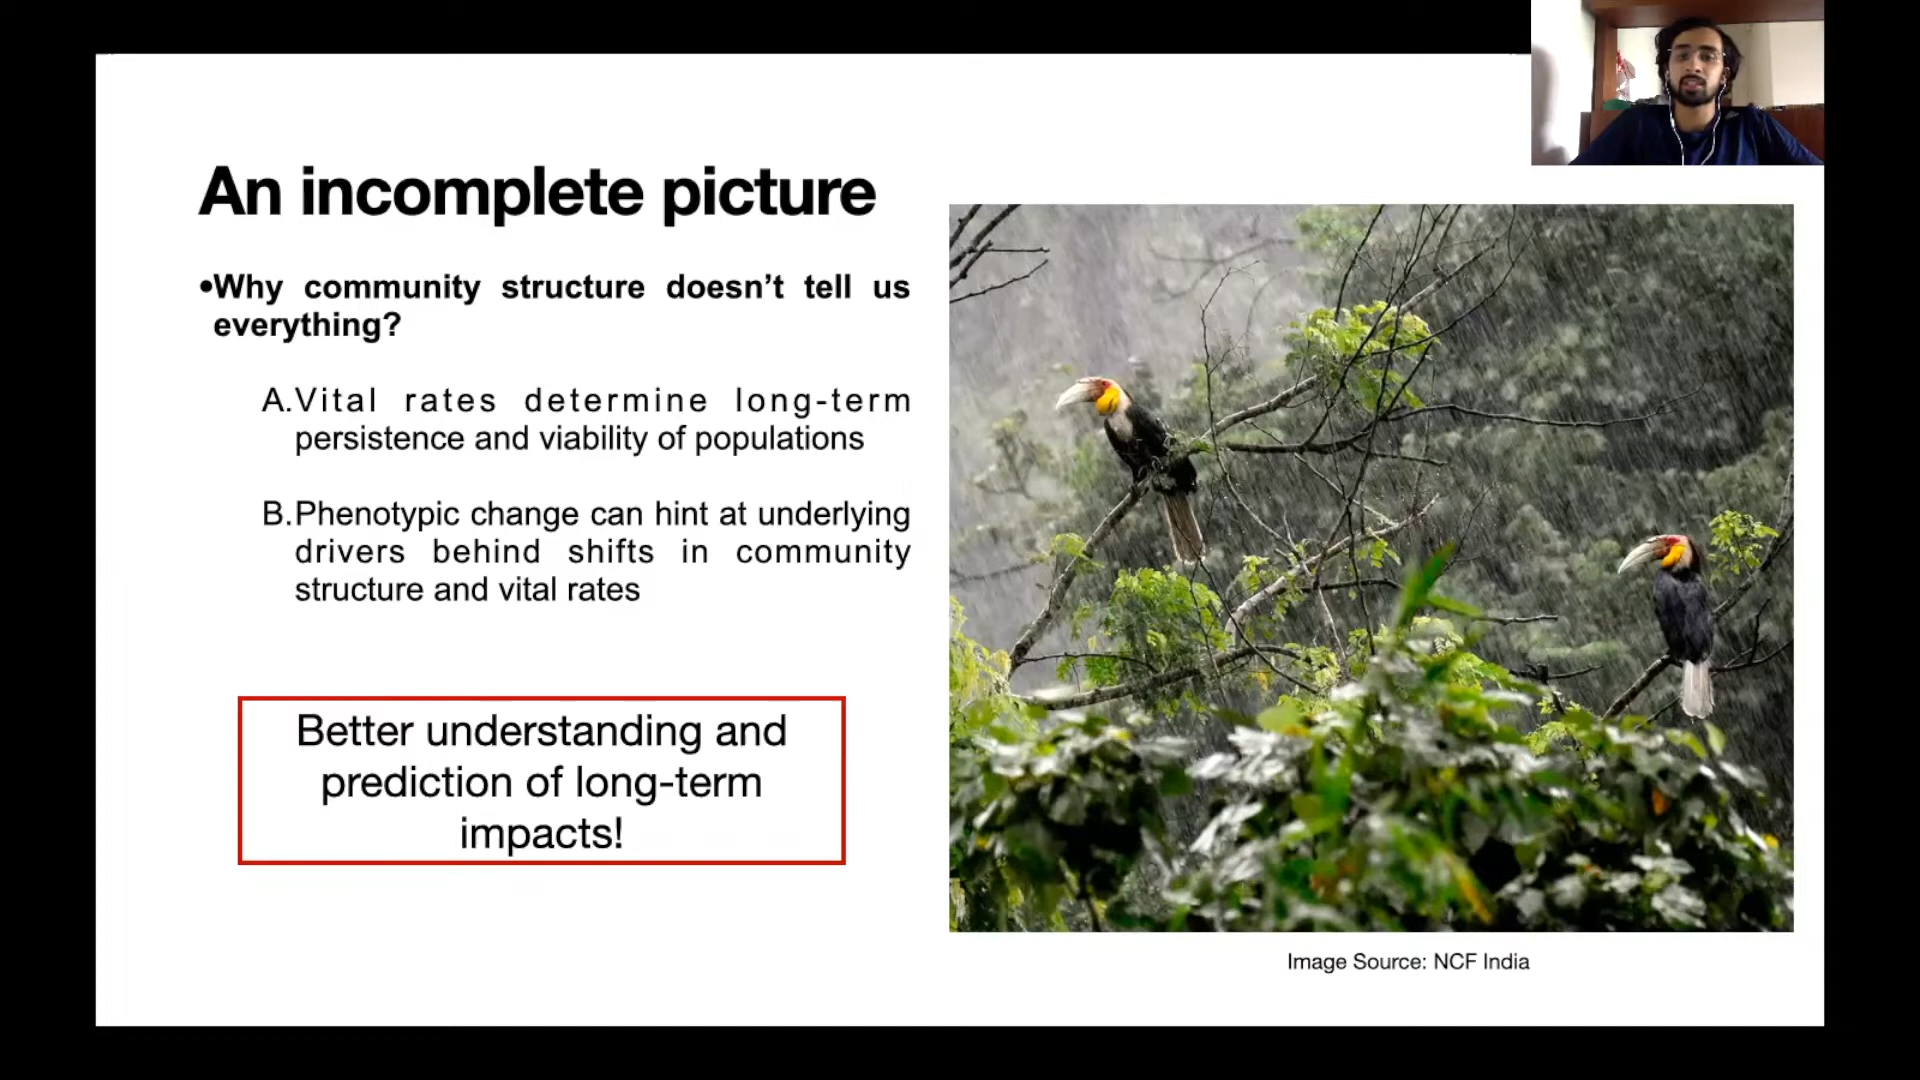 An incomplete picture
•Why community structure doesn’t tell us
everything?
A.Vital rates determine long-term
persistence and viability of populations
B.Phenotypic change can hint at underlying
drivers behind shifts in community
structure and vital rates
Better understanding and
prediction of long-term
impacts!
Image Source: NCF India